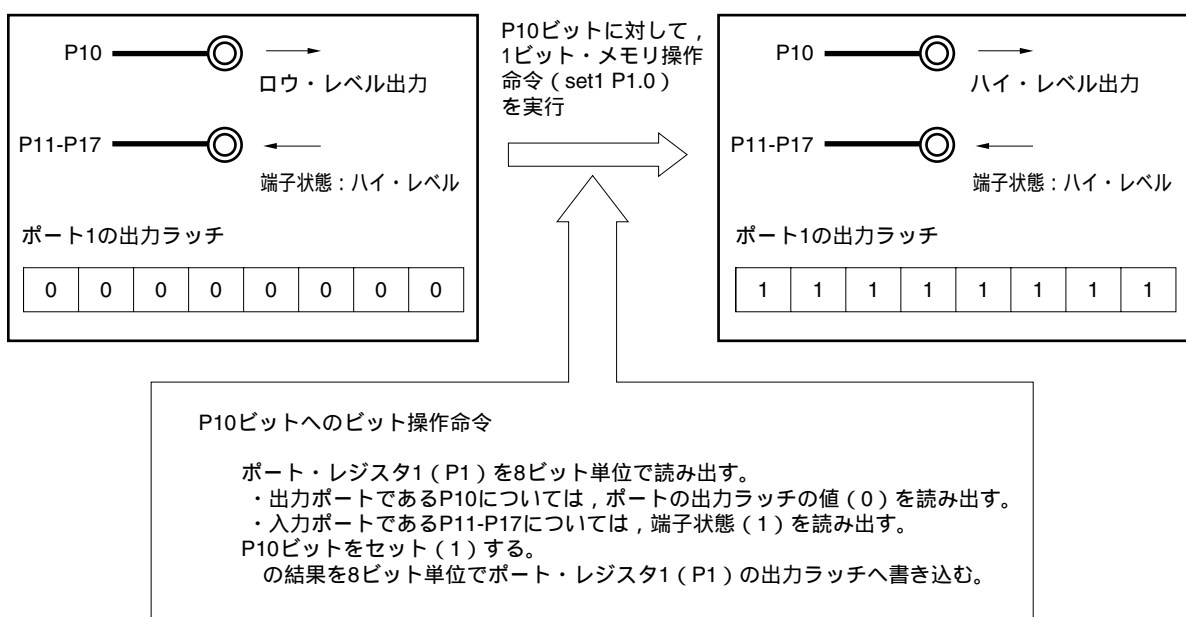 P10
ロウ・レベル出力
P11-P17
端子状態：ハイ・レベル
ポート1の出力ラッチ
0 0 0 0 0 0 0 0
P10ビットに対して，
1ビット・メモリ操作
命令（set1 P1.0）
を実行
P10
ハイ・レベル出力
P11-P17
端子状態：ハイ・レベル
ポート1の出力ラッチ
1 1 1 1 1 1 1 1
P10ビットへのビット操作命令
ポート・レジスタ1（P1）を8ビット単位で読み出す。
・出力ポートであるP10については，ポートの出力ラッチの値（0）を読み出す。
・入力ポートであるP11-P17については，端子状態（1）を読み出す。
P10ビットをセット（1）する。
の結果を8ビット単位でポート・レジスタ1（P1）の出力ラッチへ書き込む。